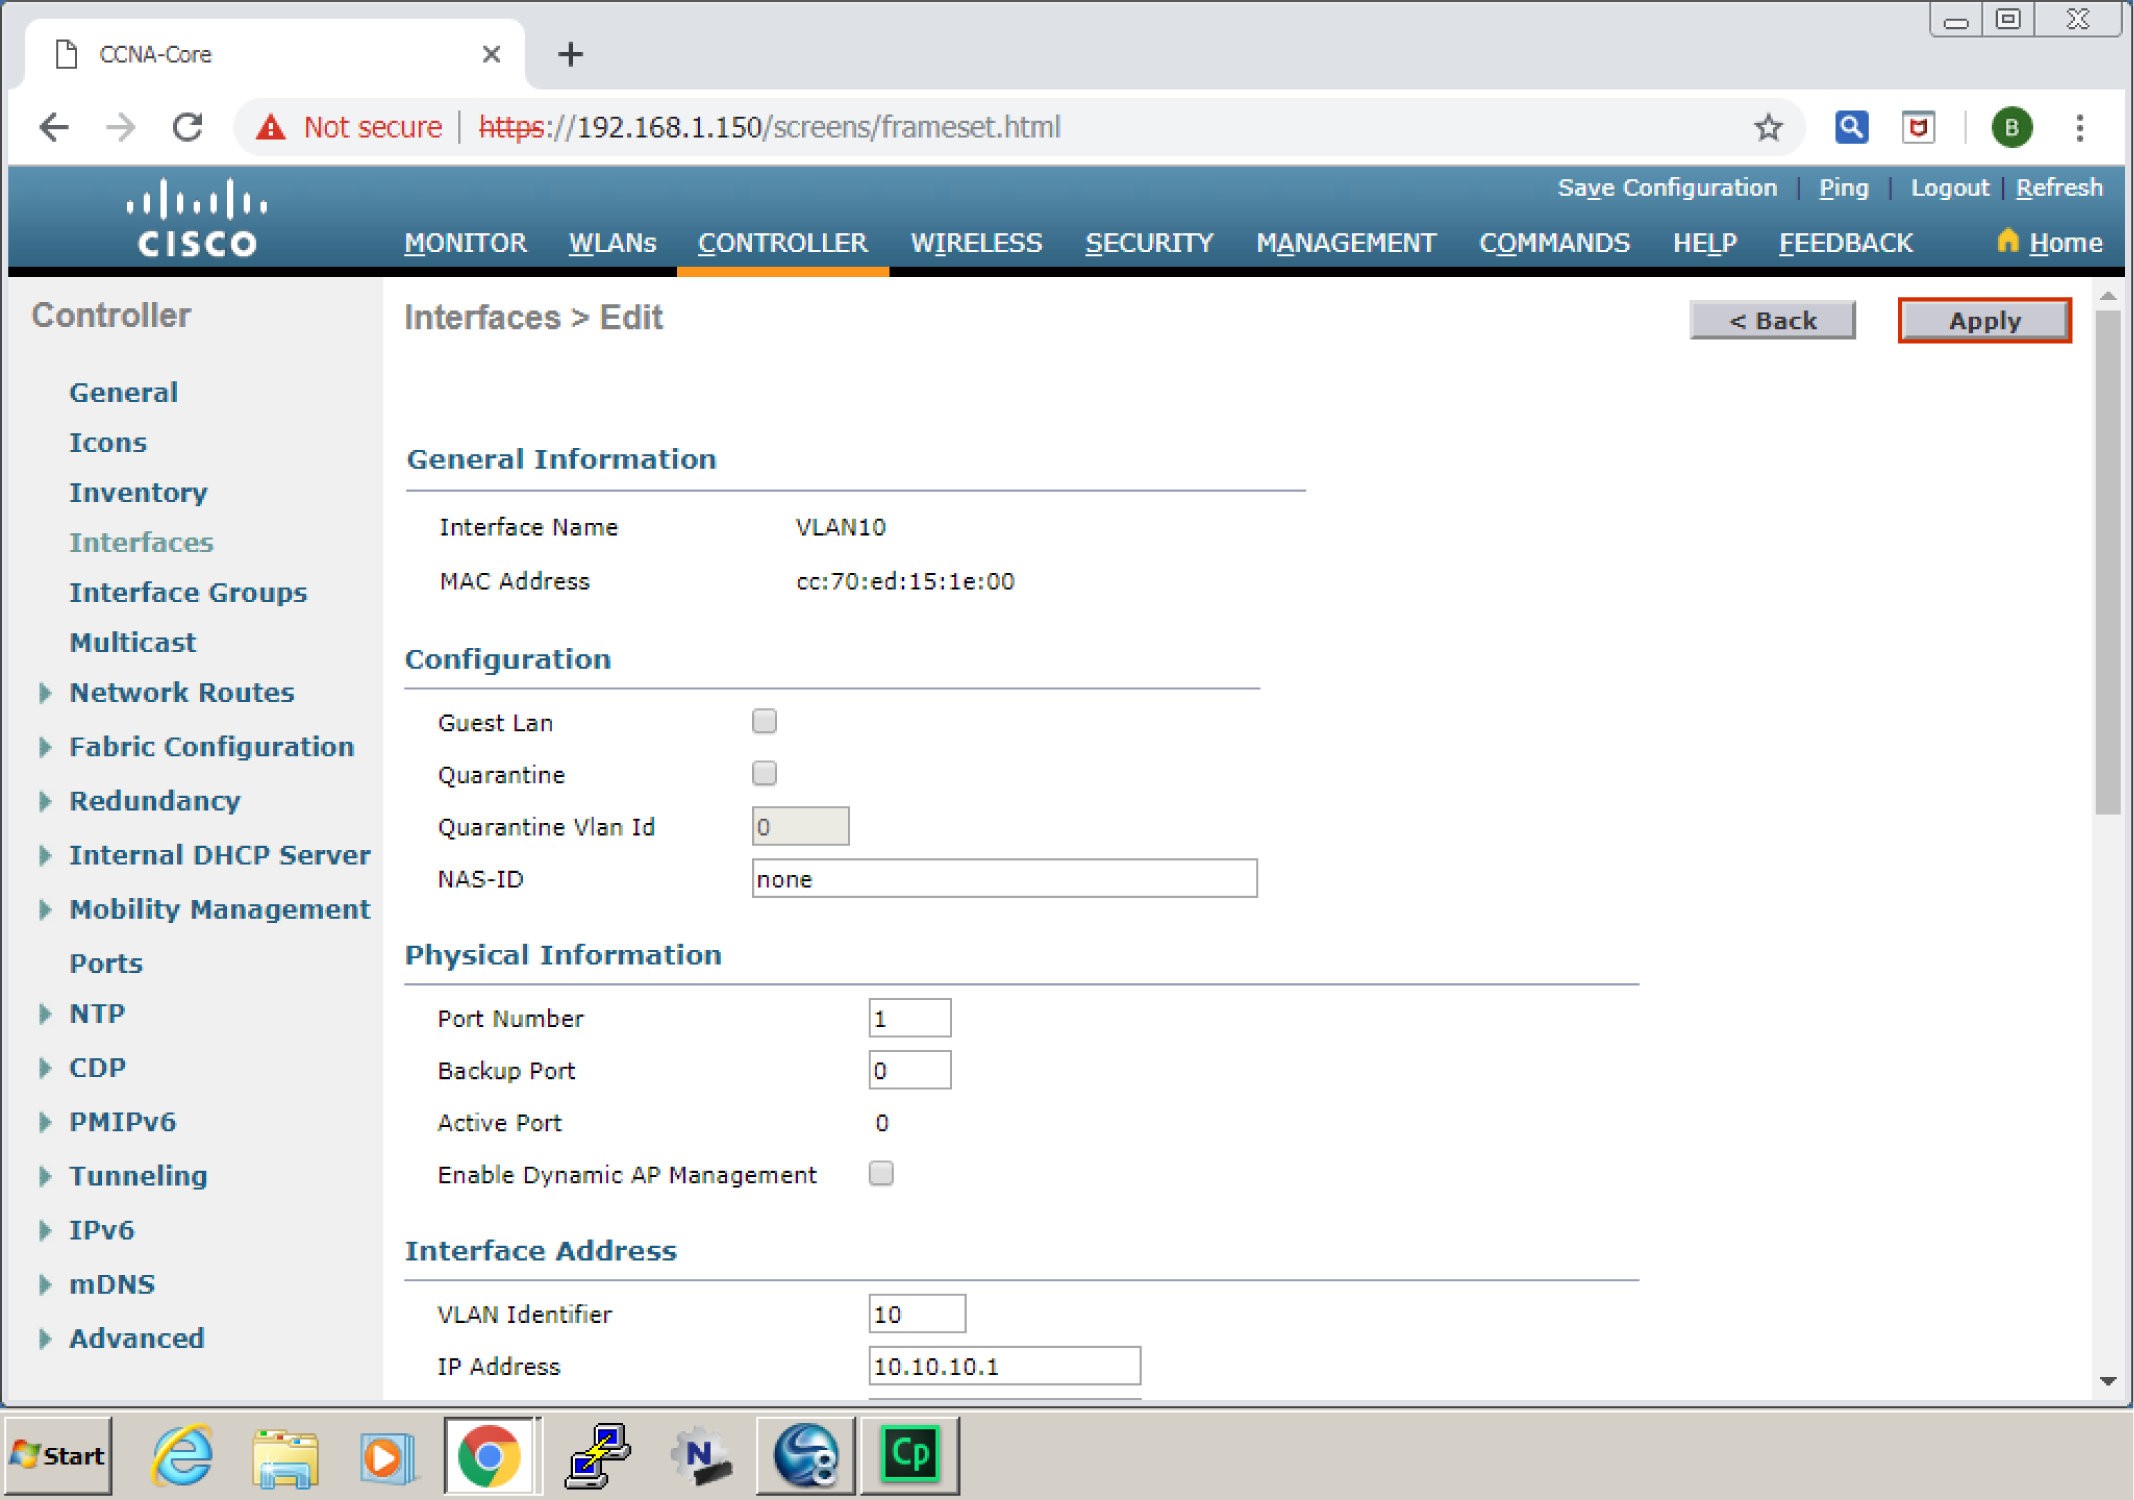 CCNA-Core
Not secure | https://192.168.1.150/screens/frameset.html
B
Save Configuration | Ping | Logout | Refresh
CISCO
MONITOR WLANs CONTROLLER WIRELESS SECURITY MANAGEMENT COMMANDS HELP FEEDBACK Home
Controller
General
Icons
Inventory
Interfaces
Interface Groups
Multicast
Network Routes
Fabric Configuration
Redundancy
Internal DHCP Server
Mobility Management
Ports
NTP
CDP
PMIPv6
Tunneling
IPv6
mDNS
Advanced
Interfaces > Edit
< Back
Apply
General Information
Interface Name VLAN10
MAC Address cc:70:ed:15:1e:00
Configuration
Guest Lan
Quarantine
Quarantine Vlan Id 0
NAS-ID none
Physical Information
Port Number 1
Backup Port 0
Active Port 0
Enable Dynamic AP Management
Interface Address
VLAN Identifier 10
IP Address 10.10.10.1
Start
N
8
Cp